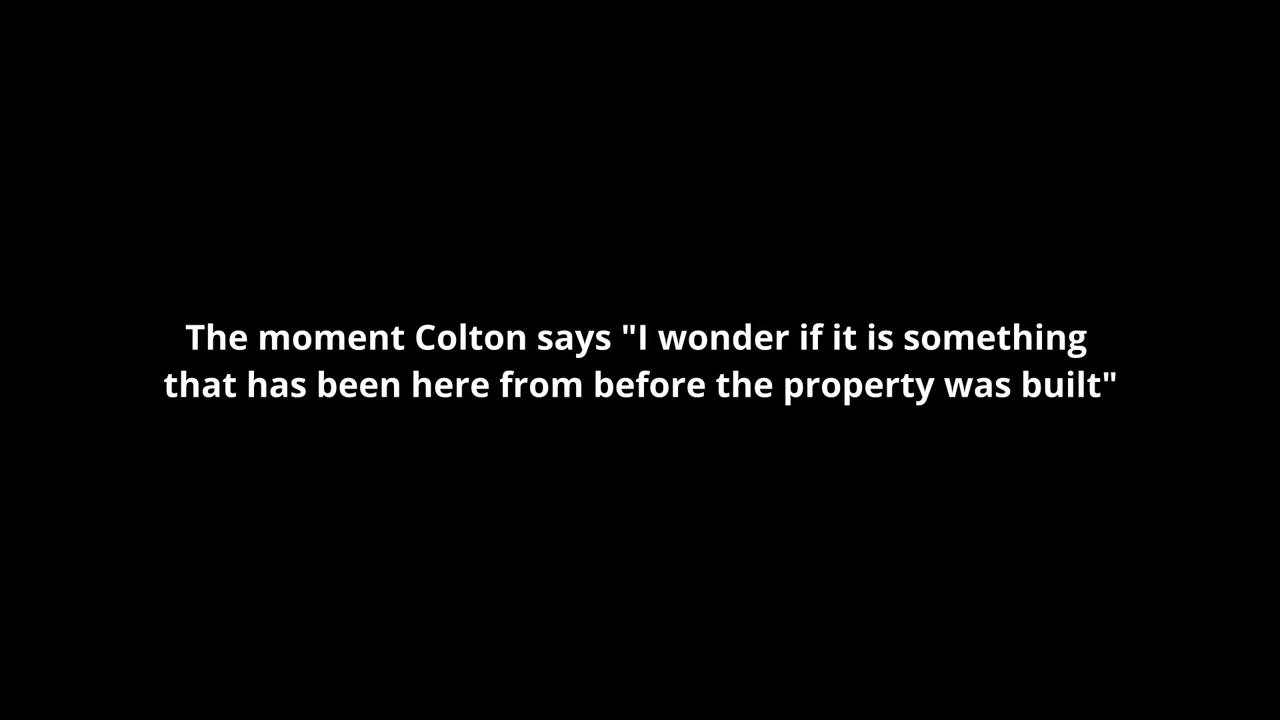 The moment Colton says "I wonder if it is something
that has been here from before the property was built"